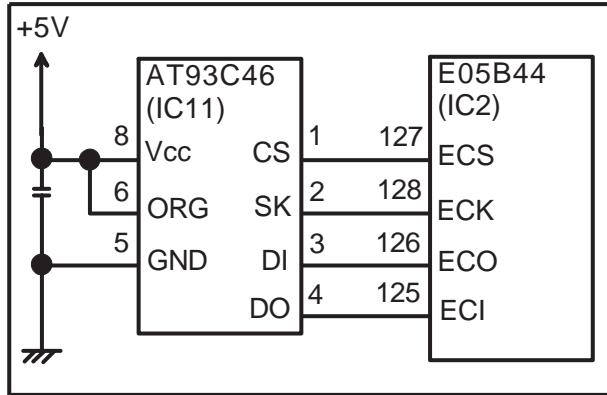 +5V
AT93C46
(IC11)
E05B44
(IC2)
8 Vcc CS 1 127 ECS
6 ORG SK 2 128 ECK
5 GND DI 3 126 ECO
DO 4 125 ECI